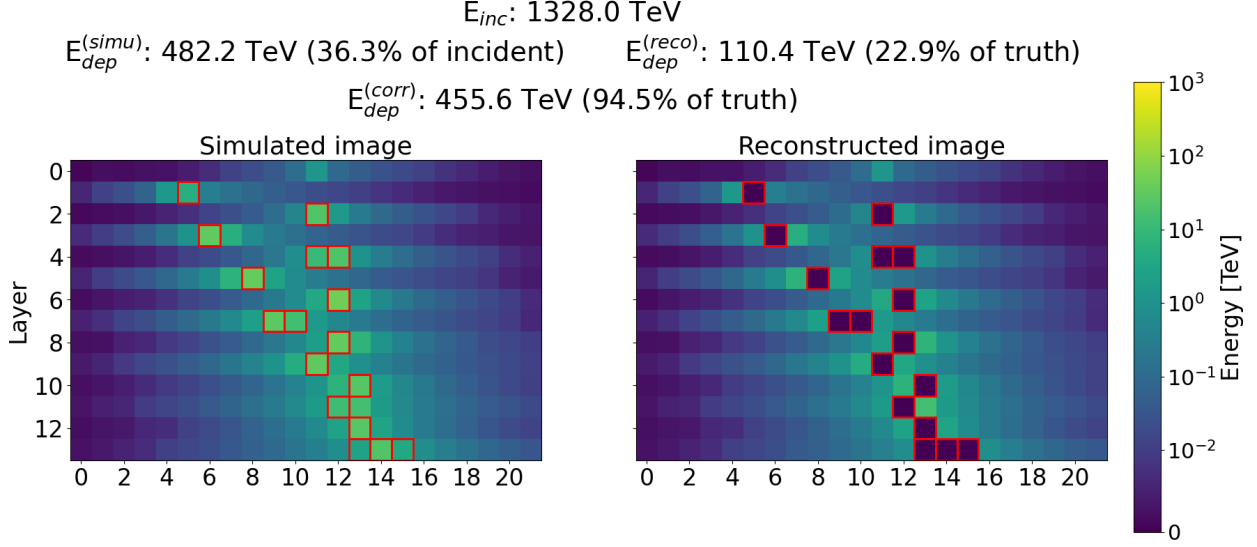 E_inc: 1328.0 TeV
E_dep^(simu): 482.2 TeV (36.3% of incident)
E_dep^(reco): 110.4 TeV (22.9% of truth)
E_dep^(corr): 455.6 TeV (94.5% of truth)
Simulated image
Reconstructed image
Layer
0
2
4
6
8
10
12
0 2 4 6 8 10 12 14 16 18 20
0 2 4 6 8 10 12 14 16 18 20
10^3
10^2
10^1
10^0
10^-1
10^-2
0
Energy [TeV]